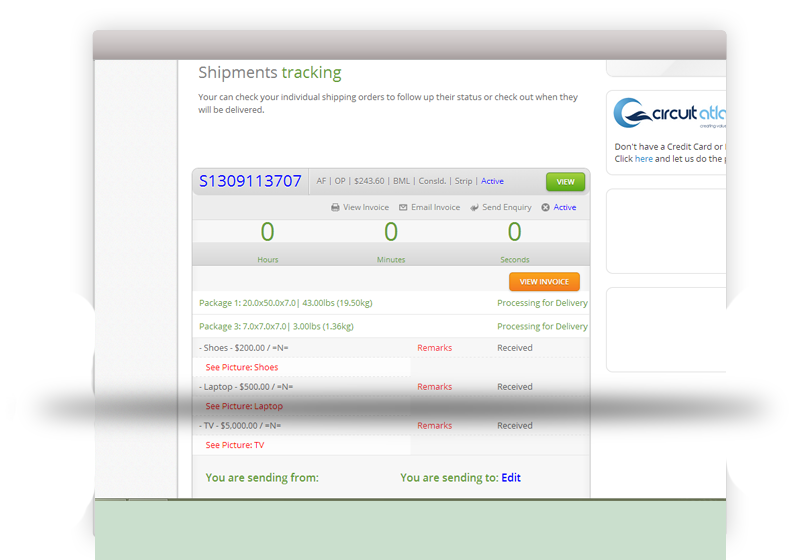 Shipments tracking
Your can check your individual shipping orders to follow up their status or check out when they
will be delivered.
circuit atla
creating value
Don't have a Credit Card or
Click here and let us do the
S1309113707 AF | OP | $243.60 | BML | Consld. | Strip | Active VIEW
View Invoice Email Invoice Send Enquiry Active
0 0 0
Hours Minutes Seconds
VIEW INVOICE
Package 1: 20.0x50.0x7.0| 43.00lbs (19.50kg) Processing for Delivery
Package 3: 7.0x7.0x7.0| 3.00lbs (1.36kg) Processing for Delivery
- Shoes - $200.00 / =N= Remarks Received
See Picture: Shoes
- Laptop - $500.00 / =N= Remarks Received
See Picture: Laptop
- TV - $5,000.00 / =N= Remarks Received
See Picture: TV
You are sending from: You are sending to: Edit